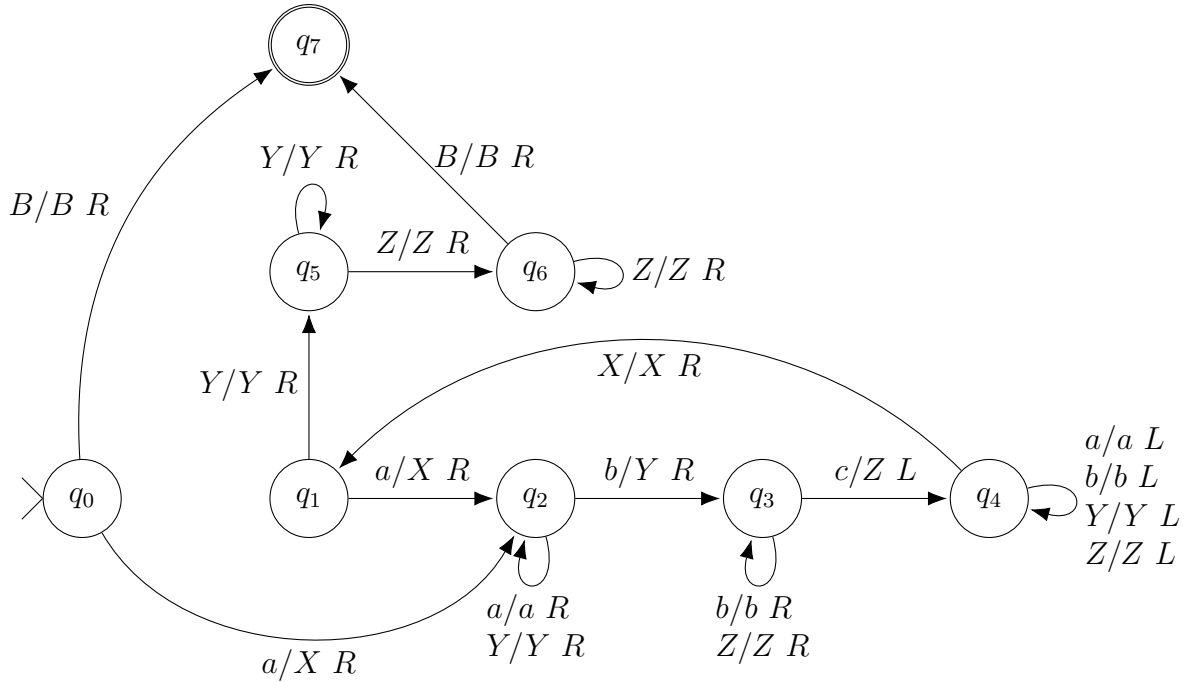 q₇
Y/Y R
B/B R
B/B R
q₅
Z/Z R
q₆
Z/Z R
Y/Y R
X/X R
q₀
q₁
a/X R
q₂
b/Y R
q₃
c/Z L
q₄
a/a L
b/b L
Y/Y L
Z/Z L
a/a R
Y/Y R
b/b R
Z/Z R
a/X R